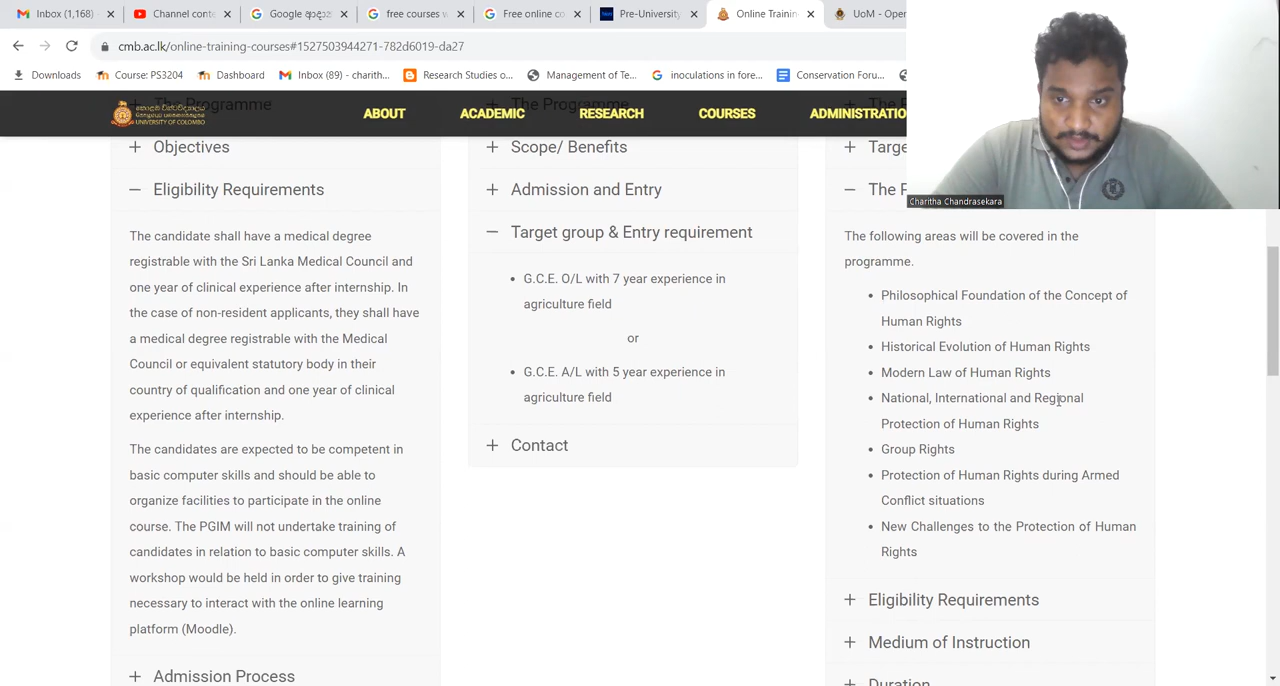 Inbox (1,168)
Channel cont
Google
free courses w
Free online co
Pre-University
Online Trainin
UoM - Open
cmb.ac.lk/online-training-courses#1527503944271-782d6019-da27
Downloads
Course: PS3204
Dashboard
Inbox (89) - charith...
Research Studies o...
Management of Te...
inoculations in fore...
Conservation Foru...
UNIVERSITY OF COLOMBO
ABOUT
ACADEMIC
RESEARCH
COURSES
ADMINISTRATIO
Charitha Chandrasekara
The Programme
Objectives
Eligibility Requirements
The candidate shall have a medical degree
registrable with the Sri Lanka Medical Council and
one year of clinical experience after internship. In
the case of non-resident applicants, they shall have
a medical degree registrable with the Medical
Council or equivalent statutory body in their
country of qualification and one year of clinical
experience after internship.
The candidates are expected to be competent in
basic computer skills and should be able to
organize facilities to participate in the online
course. The PGIM will not undertake training of
candidates in relation to basic computer skills. A
workshop would be held in order to give training
necessary to interact with the online learning
platform (Moodle).
Admission Process
The Programme
Scope/ Benefits
Admission and Entry
Target group & Entry requirement
G.C.E. O/L with 7 year experience in
agriculture field
or
G.C.E. A/L with 5 year experience in
agriculture field
Contact
Targe
The P
The following areas will be covered in the
programme.
Philosophical Foundation of the Concept of
Human Rights
Historical Evolution of Human Rights
Modern Law of Human Rights
National, International and Regional
Protection of Human Rights
Group Rights
Protection of Human Rights during Armed
Conflict situations
New Challenges to the Protection of Human
Rights
Eligibility Requirements
Medium of Instruction
Duration